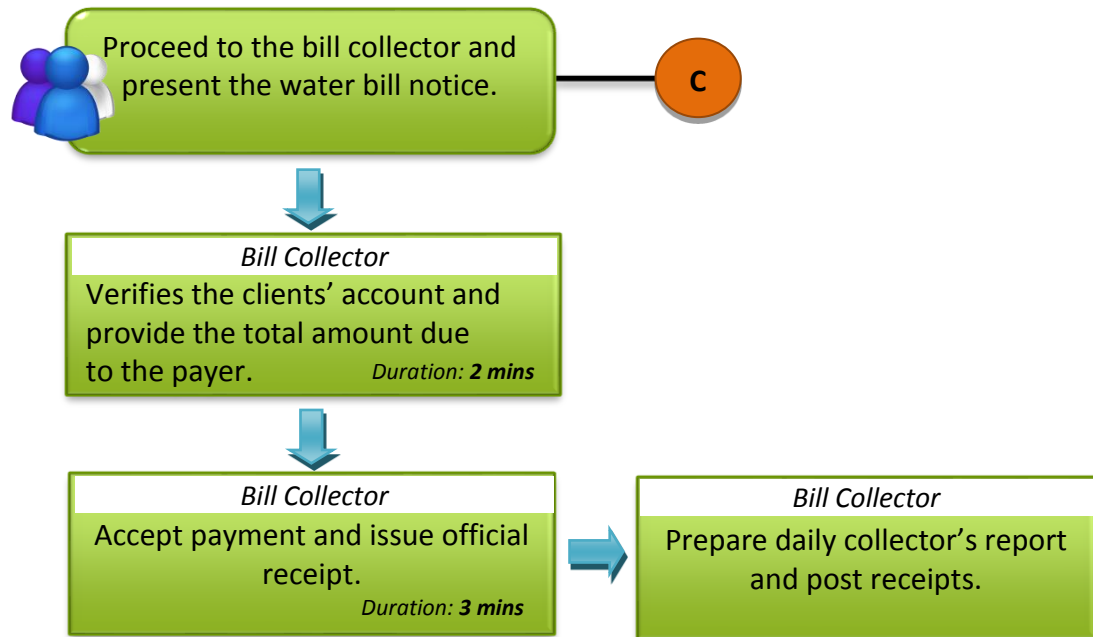 Proceed to the bill collector and
present the water bill notice.
C
Bill Collector
Verifies the clients’ account and
provide the total amount due
to the payer.
Duration: 2 mins
Bill Collector
Accept payment and issue official
receipt.
Duration: 3 mins
Bill Collector
Prepare daily collector’s report
and post receipts.